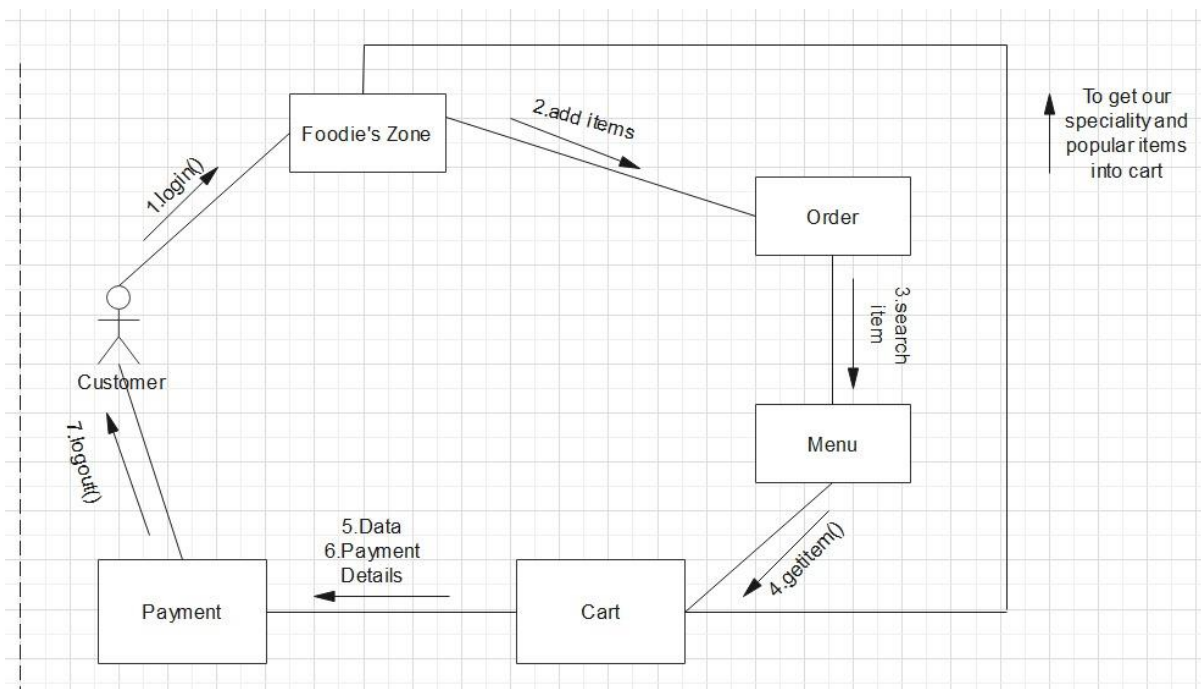 Foodie's Zone
2.add items
To get our
speciality and
popular items
into cart
1.login()
Order
3.search
item
Customer
Menu
7.logout()
5.Data
6.Payment
Details
4.getitem()
Payment
Cart